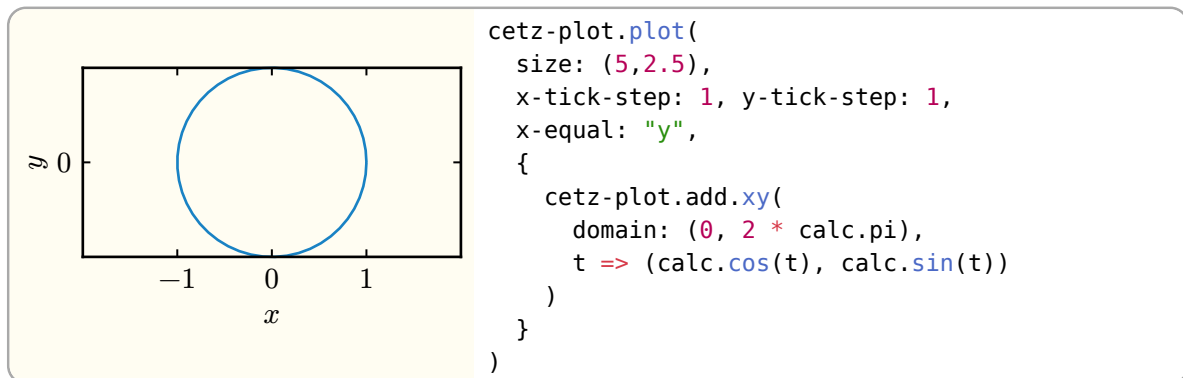 y
0
−1 0 1
x
cetz-plot.plot(
  size: (5,2.5),
  x-tick-step: 1, y-tick-step: 1,
  x-equal: "y",
  {
    cetz-plot.add.xy(
      domain: (0, 2 * calc.pi),
      t => (calc.cos(t), calc.sin(t))
    )
  }
)